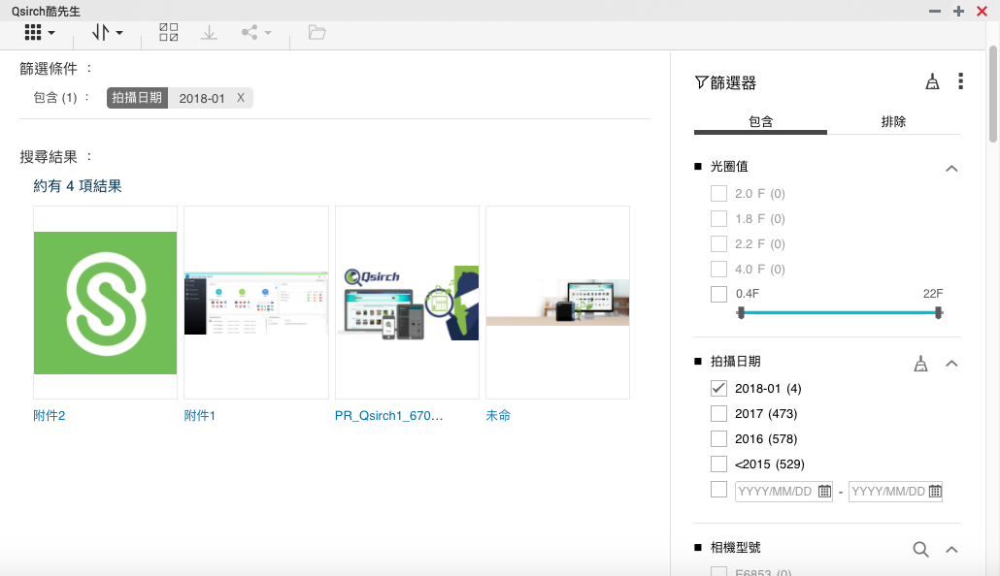 Qsirch酷先生
篩選條件 ：
包含 (1) ： 拍攝日期 2018-01 X
搜尋結果 ：
約有 4 項結果
Qsirch
附件2
附件1
PR_Qsirch1_670...
未命
篩選器
包含 排除
光圈值
2.0 F (0)
1.8 F (0)
2.2 F (0)
4.0 F (0)
0.4F 22F
拍攝日期
2018-01 (4)
2017 (473)
2016 (578)
<2015 (529)
YYYY/MM/DD - YYYY/MM/DD
相機型號
E6853 (0)